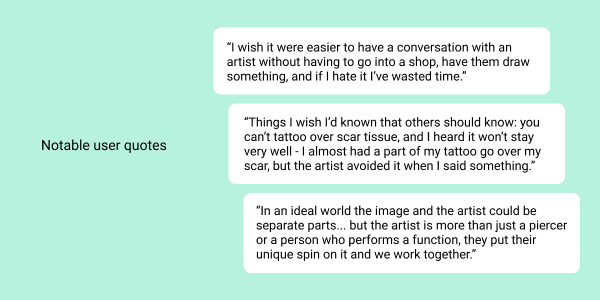 Notable user quotes
“I wish it were easier to have a conversation with an
artist without having to go into a shop, have them draw
something, and if I hate it I’ve wasted time.”
“Things I wish I’d known that others should know: you
can’t tattoo over scar tissue, and I heard it won’t stay
very well - I almost had a part of my tattoo go over my
scar, but the artist avoided it when I said something.”
“In an ideal world the image and the artist could be
separate parts... but the artist is more than just a piercer
or a person who performs a function, they put their
unique spin on it and we work together.”